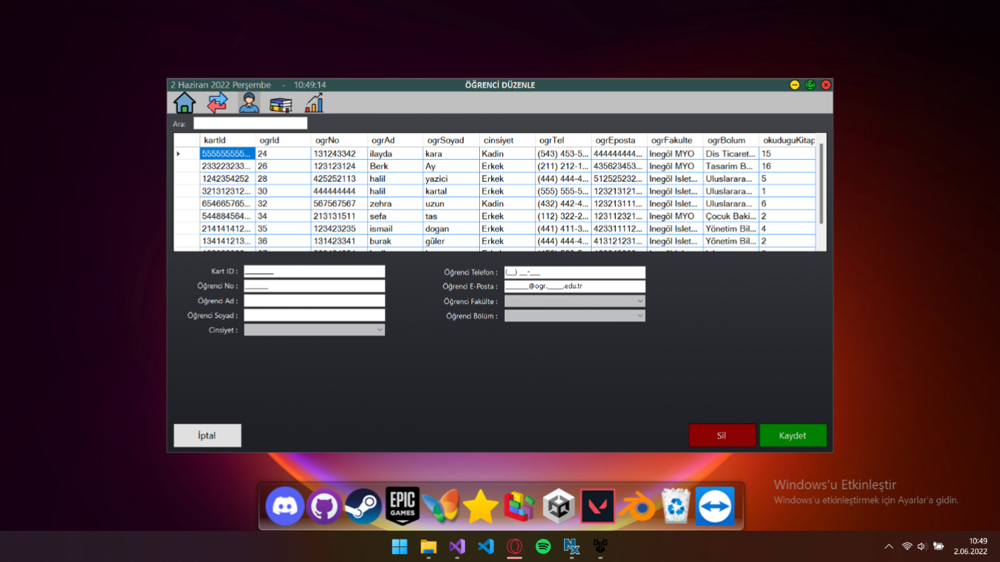 2 Haziran 2022 Perşembe - 10:49:14 ÖĞRENCİ DÜZENLE
Ara:
kartId ogrId ogrNo ogrAd ogrSoyad cinsiyet ogrTel ogrEposta ogrFakulte ogrBolum okuduguKitap
555555555... 24 131243342 ilayda kara Kadin (543) 453-5... 444444444... Inegöl MYO Dis Ticaret... 15
233223233... 26 123123124 Berk Ay Erkek (211) 212-1... 435623453... Inegöl MYO Tasarim B... 16
1242354252 28 425252113 halil yazici Erkek (444) 444-4... 512525232... Inegöl Islet... Uluslarara... 5
321312312... 30 444444444 halil kartal Erkek (555) 555-5... 123213121... Inegöl Islet... Uluslarara... 1
654665765... 32 567567567 zehra uzun Kadin (432) 442-4... 123213111... Inegöl Islet... Uluslarara... 6
544884564... 34 213131511 sefa tas Erkek (112) 322-2... 123112321... Inegöl MYO Çocuk Baki... 2
214141412... 35 123423235 ismail dogan Erkek (441) 411-3... 423311112... Inegöl Islet... Yönetim Bil... 4
134141213... 36 131423341 burak güler Erkek (444) 444-4... 413121231... Inegöl Islet... Yönetim Bil... 2
Kart ID : __________
Öğrenci No : ________
Öğrenci Ad :
Öğrenci Soyad :
Cinsiyet :
Öğrenci Telefon : (__) __-___
Öğrenci E-Posta : ________@ogr._____.edu.tr
Öğrenci Fakülte :
Öğrenci Bölüm :
İptal Sil Kaydet
Windows'u Etkinleştir
Windows'u etkinleştirmek için Ayarlar'a gidin.
EPIC
GAMES
10:49
2.06.2022